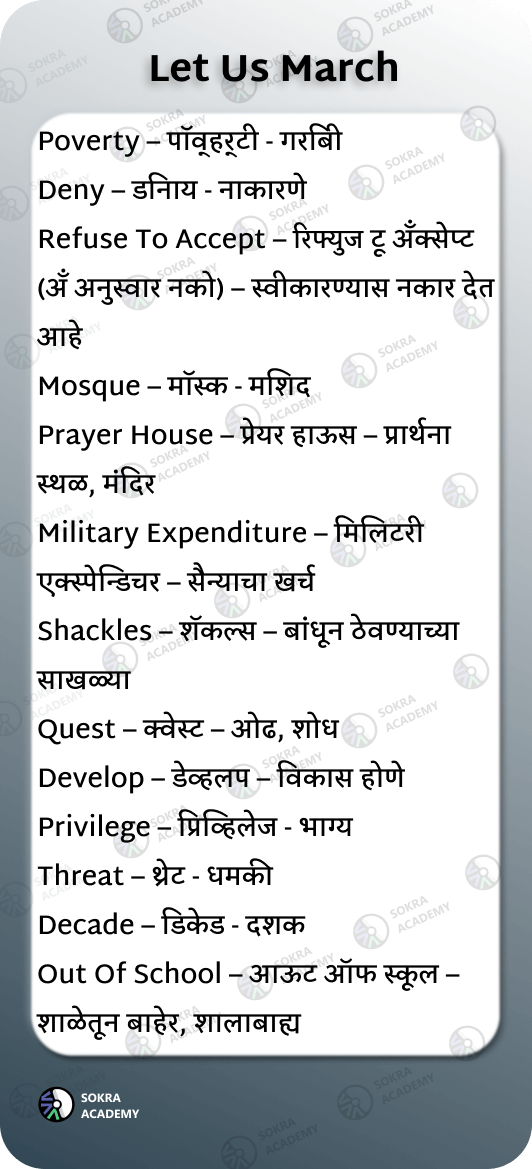 Let Us March
Poverty – पॉव्हर्टी - गरिबी
Deny – डिनाय - नाकारणे
Refuse To Accept – रिफ्युज टू अँक्सेप्ट
(अँ अनुस्वार नको) – स्वीकारण्यास नकार देत
आहे
Mosque – मॉस्क - मशिद
Prayer House – प्रेयर हाऊस – प्रार्थना
स्थळ, मंदिर
Military Expenditure – मिलिटरी
एक्स्पेन्डिचर – सैन्याचा खर्च
Shackles – शॅकल्स – बांधून ठेवण्याच्या
साखळ्या
Quest – क्वेस्ट – ओढ, शोध
Develop – डेव्हलप – विकास होणे
Privilege – प्रिव्हिलेज - भाग्य
Threat – थ्रेट - धमकी
Decade – डिकेड - दशक
Out Of School – आऊट ऑफ स्कूल –
शाळेतून बाहेर, शालाबाह्य
SOKRA
ACADEMY